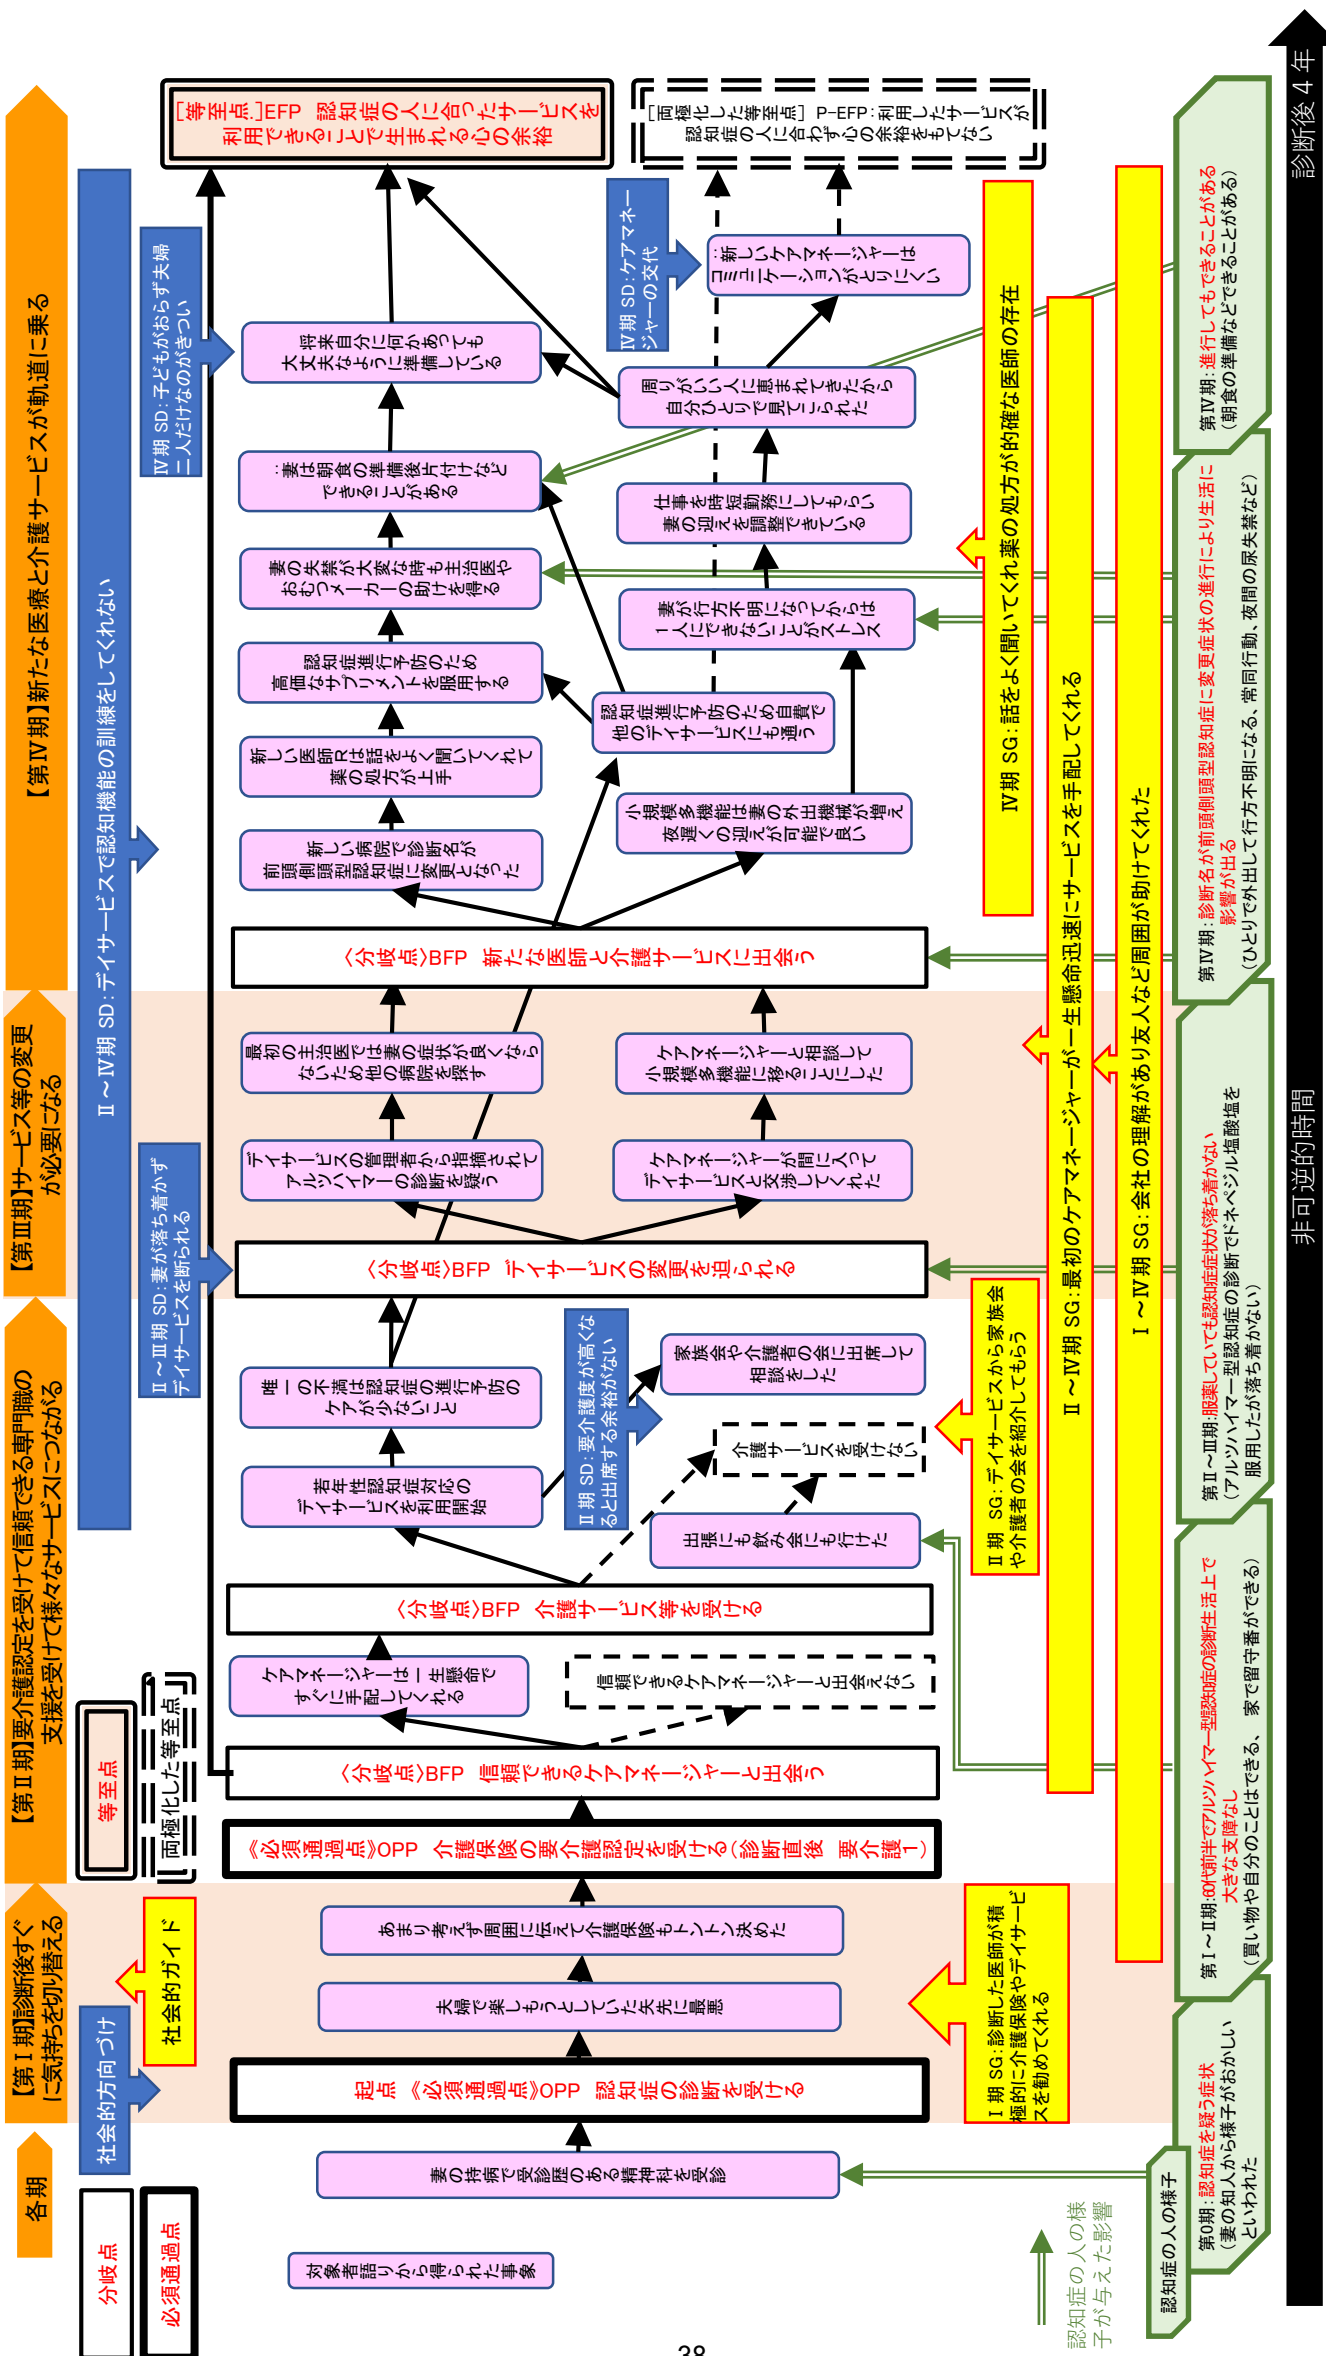 各期
【第Ⅰ期】診断後すぐ
に気持ちを切り替える
【第Ⅱ期】要介護認定を受けて信頼できる専門職の
支援を受けて様々なサービスにつながる
【第Ⅲ期】サービス等の変更
が必要になる
【第Ⅳ期】新たな医療と介護サービスが軌道に乗る
分岐点
必須通過点
社会的方向づけ
社会的ガイド
等至点
両極化した等至点
Ⅱ～Ⅳ期 SD：デイサービスで認知機能の訓練をしてくれない
Ⅱ～Ⅲ期 SD：妻が落ち着かず
デイサービスを断られる
Ⅳ期 SD：子どもがおらず夫婦
二人だけなのがきつい
対象者語りから得られた事象
妻の持病で受診歴のある精神科を受診
起点 《必須通過点》OPP 認知症の診断を受ける
夫婦で楽しもうとしていた矢先に最悪
あまり考えず周囲に伝えて介護保険もトントン決めた
《必須通過点》OPP 介護保険の要介護認定を受ける（診断直後 要介護1）
〈分岐点〉BFP 信頼できるケアマネージャーと出会う
ケアマネージャーは一生懸命で
すぐに手配してくれる
信頼できるケアマネージャーと出会えない
〈分岐点〉BFP 介護サービス等を受ける
若年性認知症対応の
デイサービスを利用開始
出張にも飲み会にも行けた
介護サービスを受けない
唯一の不満は認知症の進行予防の
ケアが少ないこと
Ⅱ期 SD：要介護度が高くな
ると出席する余裕がない
家族会や介護者の会に出席して
相談をした
〈分岐点〉BFP デイサービスの変更を迫られる
デイサービスの管理者から指摘されて
アルツハイマーの診断を疑う
ケアマネージャーが間に入って
デイサービスと交渉してくれた
最初の主治医では妻の症状が良くなら
ないため他の病院を探す
ケアマネージャーと相談して
小規模多機能に移ることにした
〈分岐点〉BFP 新たな医師と介護サービスに出会う
新しい病院で診断名が
前頭側頭型認知症に変更となった
小規模多機能は妻の外出機械が増え
夜遅くの迎えが可能で良い
新しい医師Rは話をよく聞いてくれて
薬の処方が上手
認知症進行予防のため自費で
他のデイサービスにも通う
認知症進行予防のため
高価なサプリメントを服用する
妻が行方不明になってからは
1人にできないことがストレス
妻の失禁が大変な時も主治医や
おむつメーカーの助けを得る
仕事を時短勤務にしてもらい
妻の迎えを調整できている
：妻は朝食の準備後片付けなど
できることがある
周りがいい人に恵まれてきたから
自分ひとりで見てこられた
将来自分に何かあっても
大丈夫なように準備している
Ⅳ期 SD：ケアマネー
ジャーの交代
：新しいケアマネージャーは
コミュニケーションがとりにくい
［等至点］EFP 認知症の人に合ったサービスを
利用できることで生まれる心の余裕
［両極化した等至点］ P-EFP：利用したサービスが
認知症の人に合わず心の余裕をもてない
Ⅰ期 SG：診断した医師が積
極的に介護保険やデイサービ
スを勧めてくれる
Ⅱ期 SG：デイサービスから家族会
や介護者の会を紹介してもらう
Ⅳ期 SG：話をよく聞いてくれ薬の処方が的確な医師の存在
Ⅱ～Ⅳ期 SG：最初のケアマネージャーが一生懸命迅速にサービスを手配してくれる
Ⅰ～Ⅳ期 SG：会社の理解があり友人など周囲が助けてくれた
認知症の人の様
子が与えた影響
認知症の人の様子
第0期：認知症を疑う症状
（妻の知人から様子がおかしい
といわれた
第Ⅰ～Ⅱ期：60代前半でアルツハイマー型認知症の診断生活上で
大きな支障なし
（買い物や自分のことはできる、 家で留守番ができる）
第Ⅱ～Ⅲ期：服薬していても認知症症状が落ち着かない
（アルツハイマー型認知症の診断でドネペジル塩酸塩を
服用したが落ち着かない）
第Ⅳ期：診断名が前頭側頭型認知症に変更症状の進行により生活に
影響が出る
（ひとりで外出して行方不明になる、常同行動、夜間の尿失禁など）
第Ⅳ期：進行してもできることがある
（朝食の準備などできることがある）
非可逆的時間
診断後4年
38